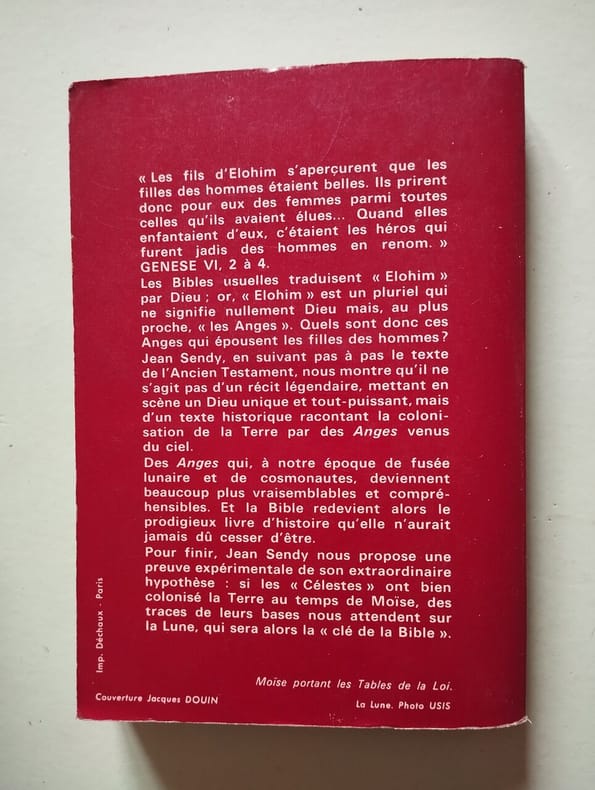 « Les fils d'Elohim s'aperçurent que les
filles des hommes étaient belles. Ils prirent
donc pour eux des femmes parmi toutes
celles qu'ils avaient élues... Quand elles
enfantaient d'eux, c'étaient les héros qui
furent jadis des hommes en renom. »
GENESE VI, 2 à 4.
Les Bibles usuelles traduisent « Elohim »
par Dieu ; or, « Elohim » est un pluriel qui
ne signifie nullement Dieu mais, au plus
proche, « les Anges ». Quels sont donc ces
Anges qui épousent les filles des hommes ?
Jean Sendy, en suivant pas à pas le texte
de l'Ancien Testament, nous montre qu'il ne
s'agit pas d'un récit légendaire, mettant en
scène un Dieu unique et tout-puissant, mais
d'un texte historique racontant la coloni-
sation de la Terre par des Anges venus
du ciel.
Des Anges qui, à notre époque de fusée
lunaire et de cosmonautes, deviennent
beaucoup plus vraisemblables et compré-
hensibles. Et la Bible redevient alors le
prodigieux livre d'histoire qu'elle n'aurait
jamais dû cesser d'être.
Pour finir, Jean Sendy nous propose une
preuve expérimentale de son extraordinaire
hypothèse : si les « Célestes » ont bien
colonisé la Terre au temps de Moïse, des
traces de leurs bases nous attendent sur
la Lune, qui sera alors la « clé de la Bible ».
Imp. Déchaux - Paris
Moïse portant les Tables de la Loi.
Couverture Jacques DOUIN
La Lune. Photo USIS